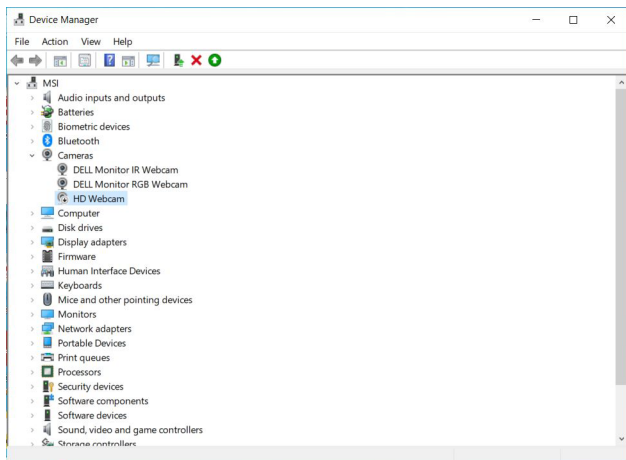 Device Manager
File Action View Help
MSI
Audio inputs and outputs
Batteries
Biometric devices
Bluetooth
Cameras
DELL Monitor IR Webcam
DELL Monitor RGB Webcam
HD Webcam
Computer
Disk drives
Display adapters
Firmware
Human Interface Devices
Keyboards
Mice and other pointing devices
Monitors
Network adapters
Portable Devices
Print queues
Processors
Security devices
Software components
Software devices
Sound, video and game controllers
Storage controllers